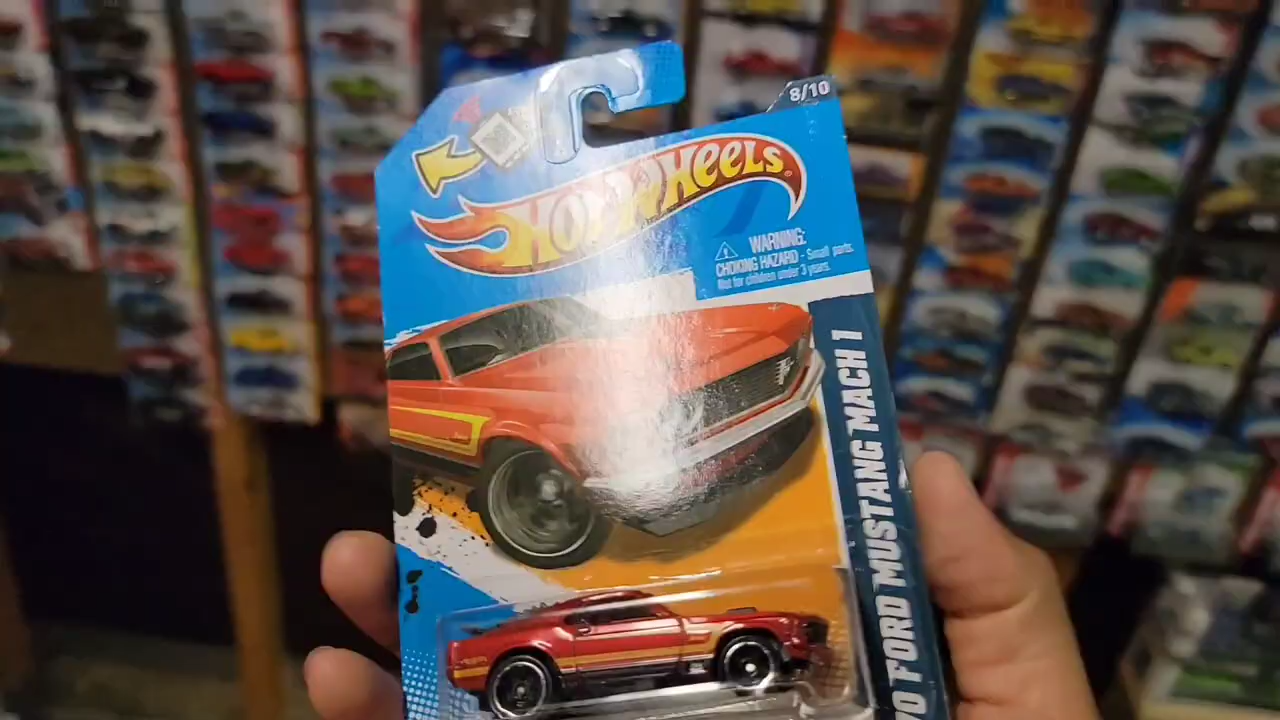 8/10
HOT WHEELS
WARNING:
CHOKING HAZARD - Small parts.
Not for children under 3 years.
0 FORD MUSTANG MACH 1